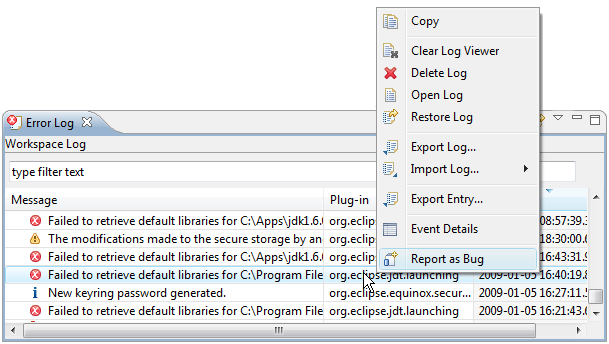 Copy
Clear Log Viewer
Delete Log
Open Log
Restore Log
Export Log...
Import Log...
Export Entry...
Event Details
Report as Bug
Error Log
Workspace Log
type filter text
Message Plug-in
Failed to retrieve default libraries for C:\Apps\jdk1.6. org.eclip 08:57:39.
The modifications made to the secure storage by an org.eclip 18:30:00.
Failed to retrieve default libraries for C:\Apps\jdk1.6. org.eclip 16:43:31.
Failed to retrieve default libraries for C:\Program File org.eclipse.jdt.launching 2009-01-05 16:40:19.
New keyring password generated. org.eclipse.equinox.secur... 2009-01-05 16:27:11.
Failed to retrieve default libraries for C:\Program File org.eclipse.jdt.launching 2009-01-05 16:21:43.